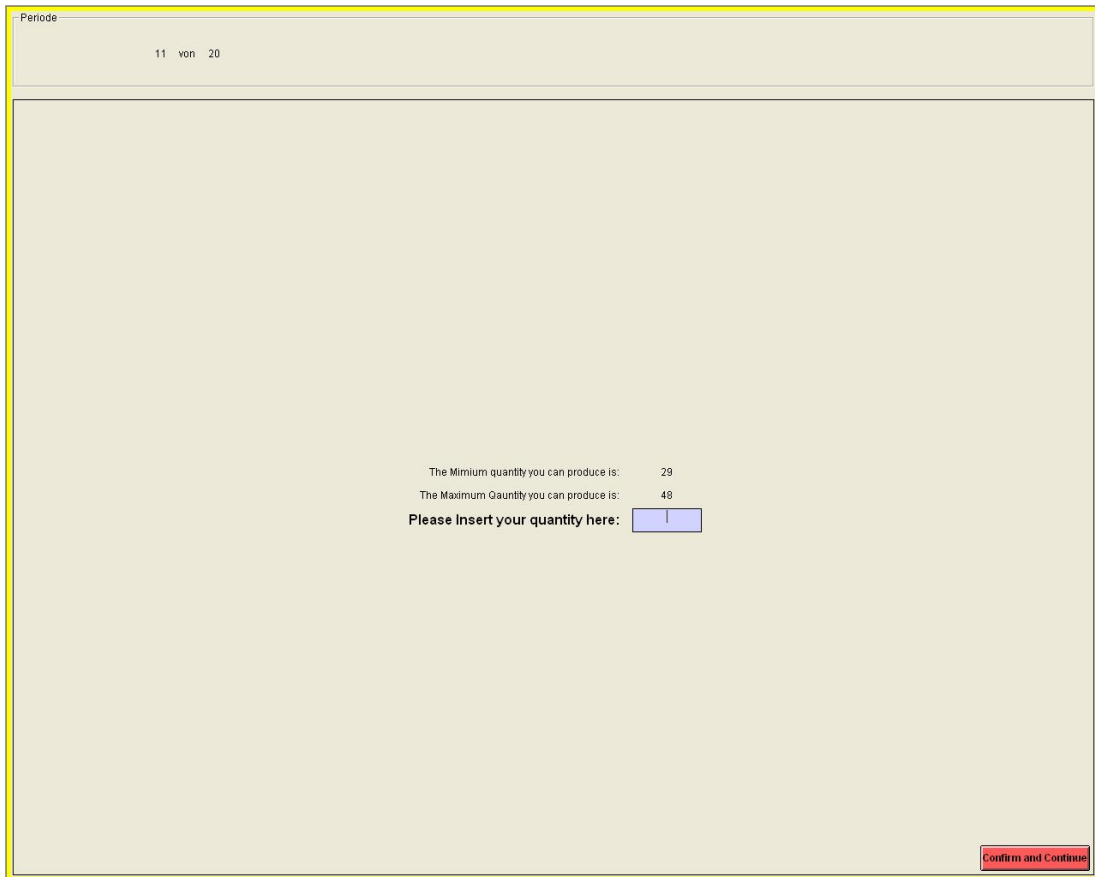 Periode
11 von 20
The Mimium quantity you can produce is: 29
The Maximum Qauntity you can produce is: 48
Please Insert your quantity here:
Confirm and Continue